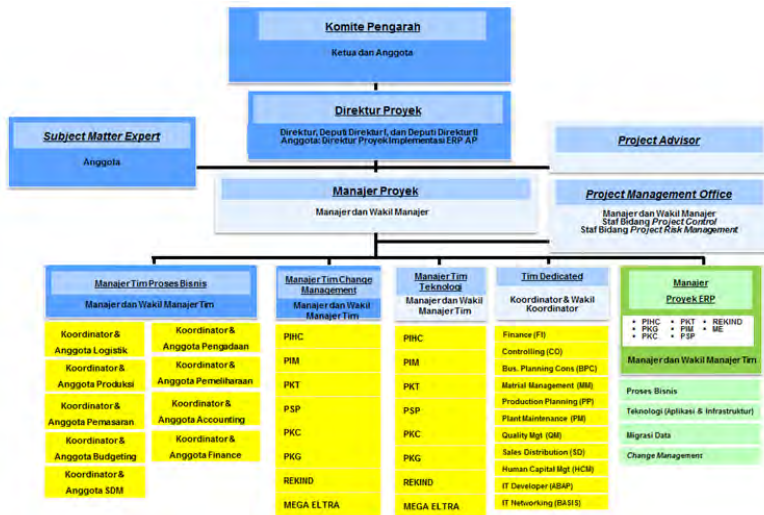 Komite Pengarah
Ketua dan Anggota
Direktur Proyek
Direktur, Deputi Direktur I, dan Deputi Direktur II
Anggota: Direktur Proyek Implementasi ERP AP
Subject Matter Expert
Anggota
Project Advisor
Manajer Proyek
Manajer dan Wakil Manajer
Project Management Office
Manajer dan Wakil Manajer
Staf Bidang Project Control
Staf Bidang Project Risk Management
Manajer Tim Proses Bisnis
Manajer dan Wakil Manajer Tim
Koordinator &
Anggota Logistik
Koordinator &
Anggota Produksi
Koordinator &
Anggota Pemasaran
Koordinator &
Anggota Budgeting
Koordinator &
Anggota SDM
Koordinator &
Anggota Pengadaan
Koordinator &
Anggota Pemeliharaan
Koordinator &
Anggota Accounting
Koordinator &
Anggota Finance
Manajer Tim Change
Management
Manajer dan Wakil
Manajer Tim
PIHC
PIM
PKT
PSP
PKC
PKG
REKIND
MEGA ELTRA
Manajer Tim
Teknologi
Manajer dan Wakil
Manajer Tim
PIHC
PIM
PKT
PSP
PKC
PKG
REKIND
MEGA ELTRA
Tim Dedicated
Koordinator & Wakil
Koordinator
Finance (FI)
Controlling (CO)
Bus. Planning Cons (BPC)
Matrial Management (MM)
Production Planning (PP)
Plant Maintenance (PM)
Quality Mgt (QM)
Sales Distribution (SD)
Human Capital Mgt (HCM)
IT Developer (ABAP)
IT Networking (BASIS)
Manajer
Proyek ERP
• PIHC • PKT • REKIND
• PKG • PIM • ME
• PKC • PSP
Manajer dan Wakil Manajer Tim
Proses Bisnis
Teknologi (Aplikasi & Infrastruktur)
Migrasi Data
Change Management